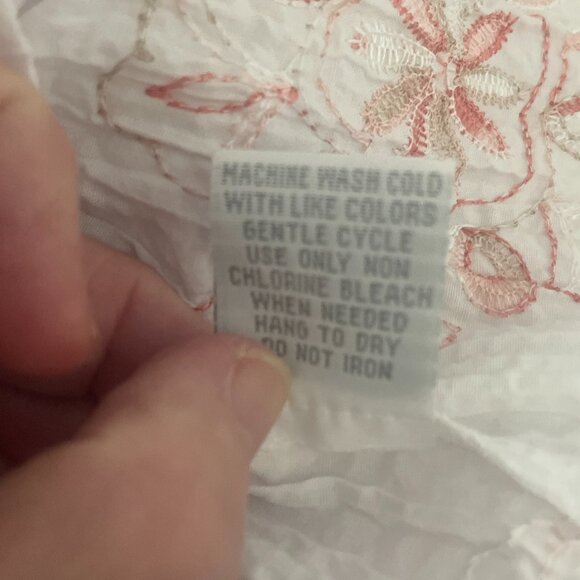 MACHINE WASH COLD
WITH LIKE COLORS
GENTLE CYCLE
USE ONLY NON
CHLORINE BLEACH
WHEN NEEDED
HANG TO DRY
DO NOT IRON